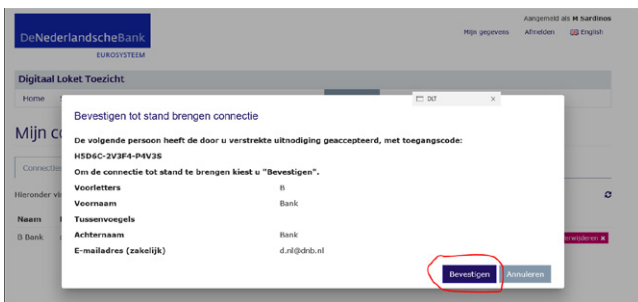 Aangemeld als M Sardinos
DeNederlandscheBank
EUROSYSTEEM
Mijn gegevens Afmelden English
Digitaal Loket Toezicht
Home
DLT
Mijn
Bevestigen tot stand brengen connectie
De volgende persoon heeft de door u verstrekte uitnodiging geaccepteerd, met toegangscode:
H5D6C-2V3F4-P4V3S
Om de connectie tot stand te brengen kiest u "Bevestigen".
Voorletters B
Voornaam Bank
Tussenvoegels
Achternaam Bank
E-mailadres (zakelijk) d.nl@dnb.nl
Hieronder
Naam
B Bank
Bevestigen Annuleren